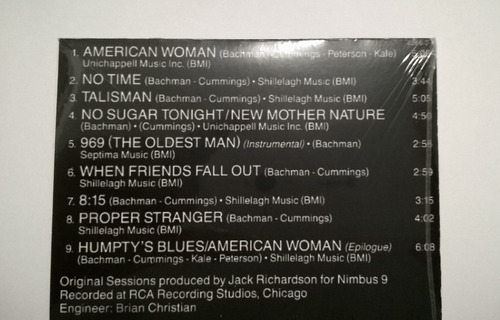 1. AMERICAN WOMAN (Bachman - Cummings - Peterson - Kale)
Unichappell Music Inc. (BMI)
2. NO TIME (Bachman - Cummings) • Shillelagh Music (BMI) 3:44
3. TALISMAN (Bachman - Cummings) • Shillelagh Music (BMI) 5:05
4. NO SUGAR TONIGHT/NEW MOTHER NATURE 4:56
(Bachman) • (Cummings) • Unichappell Music Inc. (BMI)
5. 969 (THE OLDEST MAN) (Instrumental) • (Bachman) 2:56
Septima Music (BMI)
6. WHEN FRIENDS FALL OUT (Bachman - Cummings) 2:59
Shillelagh Music (BMI)
7. 8:15 (Bachman - Cummings) • Shillelagh Music (BMI) 3:15
8. PROPER STRANGER (Bachman - Cummings) 4:02
Shillelagh Music (BMI)
9. HUMPTY'S BLUES/AMERICAN WOMAN (Epilogue) 6:08
(Bachman - Cummings - Kale - Peterson) • Shillelagh Music (BMI)
Original Sessions produced by Jack Richardson for Nimbus 9
Recorded at RCA Recording Studios, Chicago
Engineer: Brian Christian